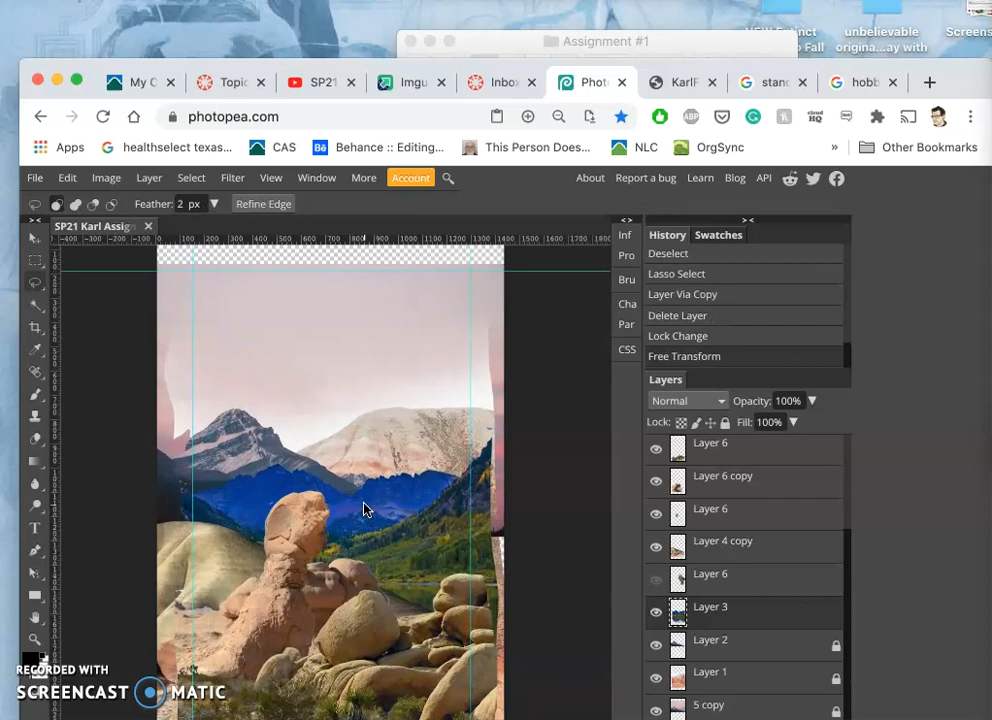 NEW Extinct
o Fall
unbelievable
origina...ay with
Screens
Assignment #1
My C
Topic
SP21
Imgu
Inbox
Photo
KarlF
stanc
hobb
photopea.com
Apps
healthselect texas...
CAS
Behance :: Editing...
This Person Does...
NLC
OrgSync
»
Other Bookmarks
File Edit Image Layer Select Filter View Window More Account
About Report a bug Learn Blog API
Feather: 2 px
Refine Edge
SP21 Karl Assign
Inf
Pro
Bru
Cha
Par
CSS
History Swatches
Deselect
Lasso Select
Layer Via Copy
Delete Layer
Lock Change
Free Transform
Layers
Normal Opacity: 100%
Lock: Fill: 100%
Layer 6
Layer 6 copy
Layer 6
Layer 4 copy
Layer 6
Layer 3
Layer 2
Layer 1
5 copy
RECORDED WITH
SCREENCAST MATIC